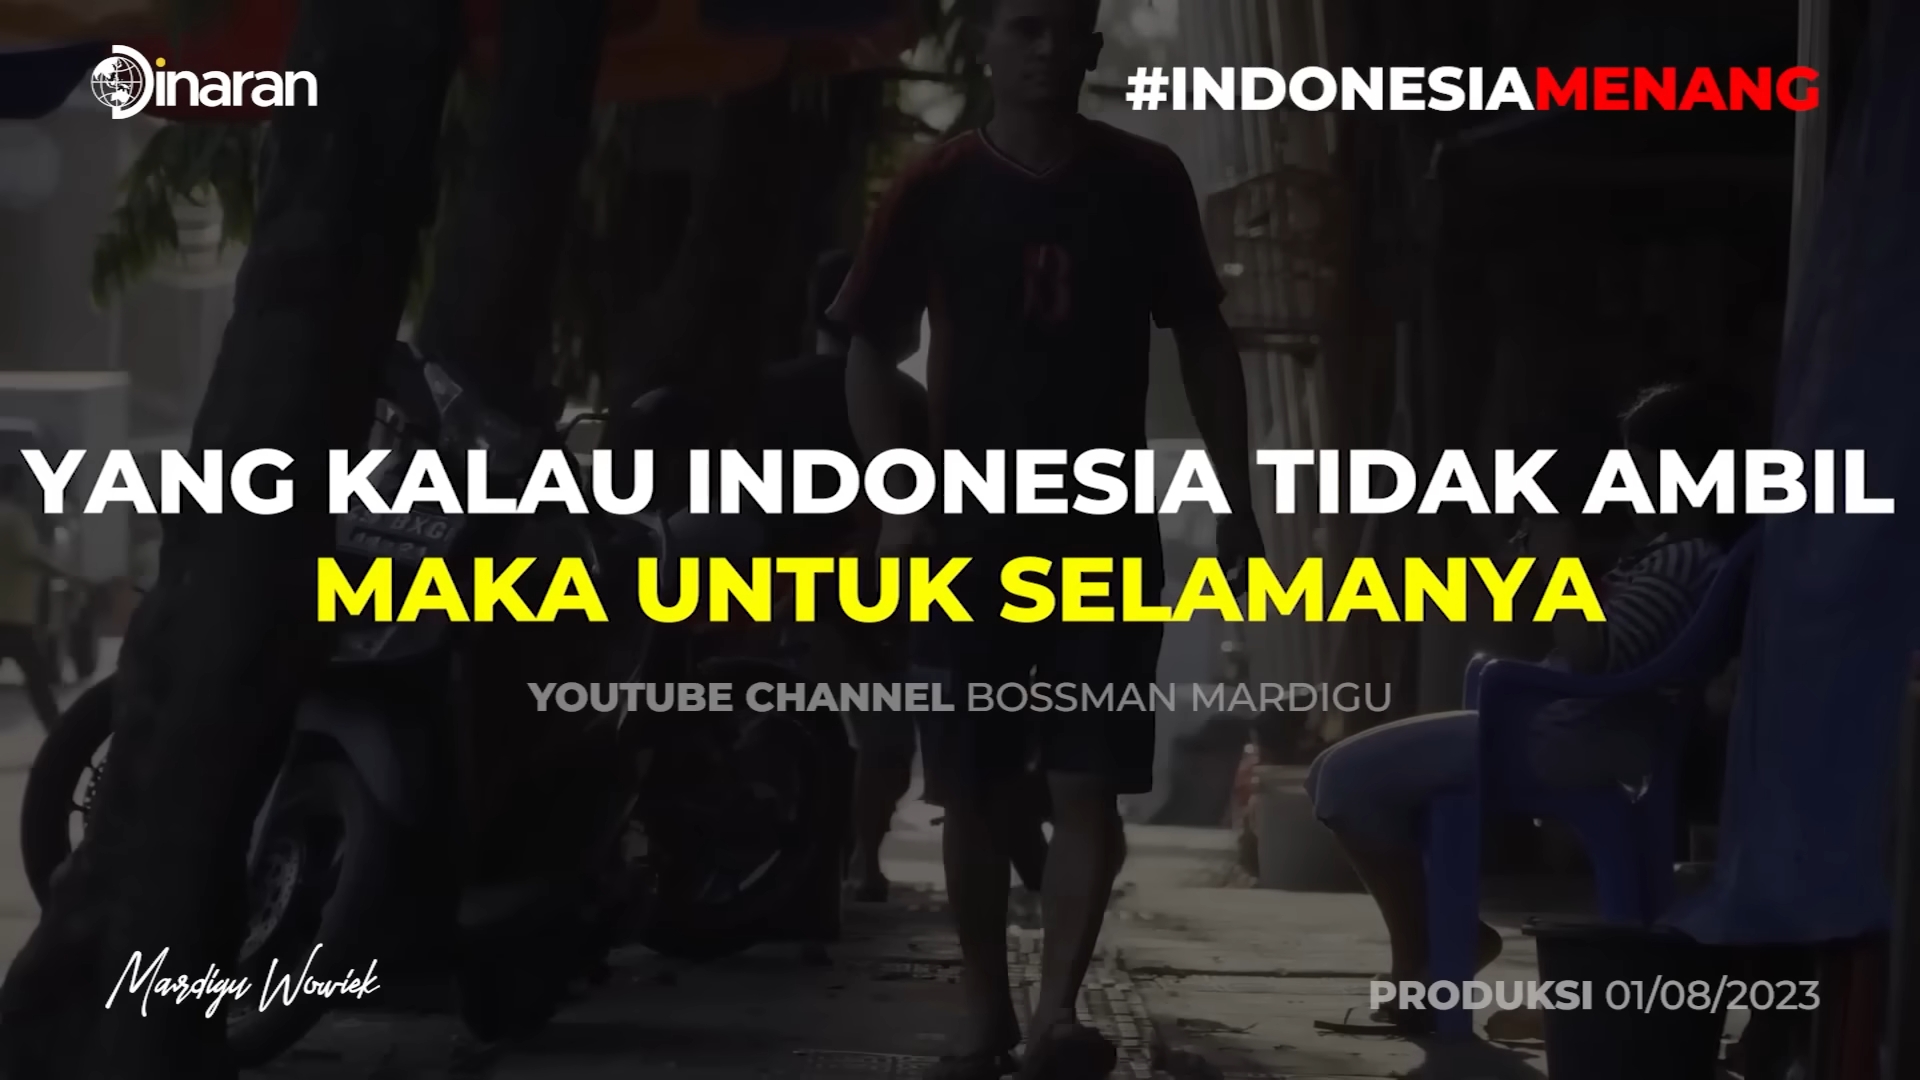 Dinaran
#INDONESIAMENANG
YANG KALAU INDONESIA TIDAK AMBIL
MAKA UNTUK SELAMANYA
YOUTUBE CHANNEL BOSSMAN MARDIGU
Mardigu Wowiek
PRODUKSI 01/08/2023